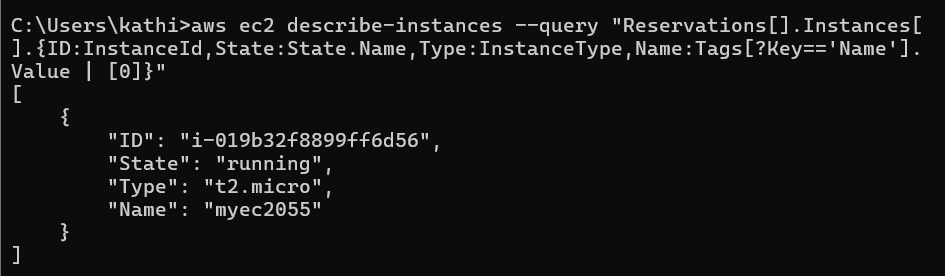 C:\Users\kathi>aws ec2 describe-instances --query "Reservations[].Instances[
].{ID:InstanceId,State:State.Name,Type:InstanceType,Name:Tags[?Key=='Name'].
Value | [0]}"
[
    {
        "ID": "i-019b32f8899ff6d56",
        "State": "running",
        "Type": "t2.micro",
        "Name": "myec2055"
    }
]